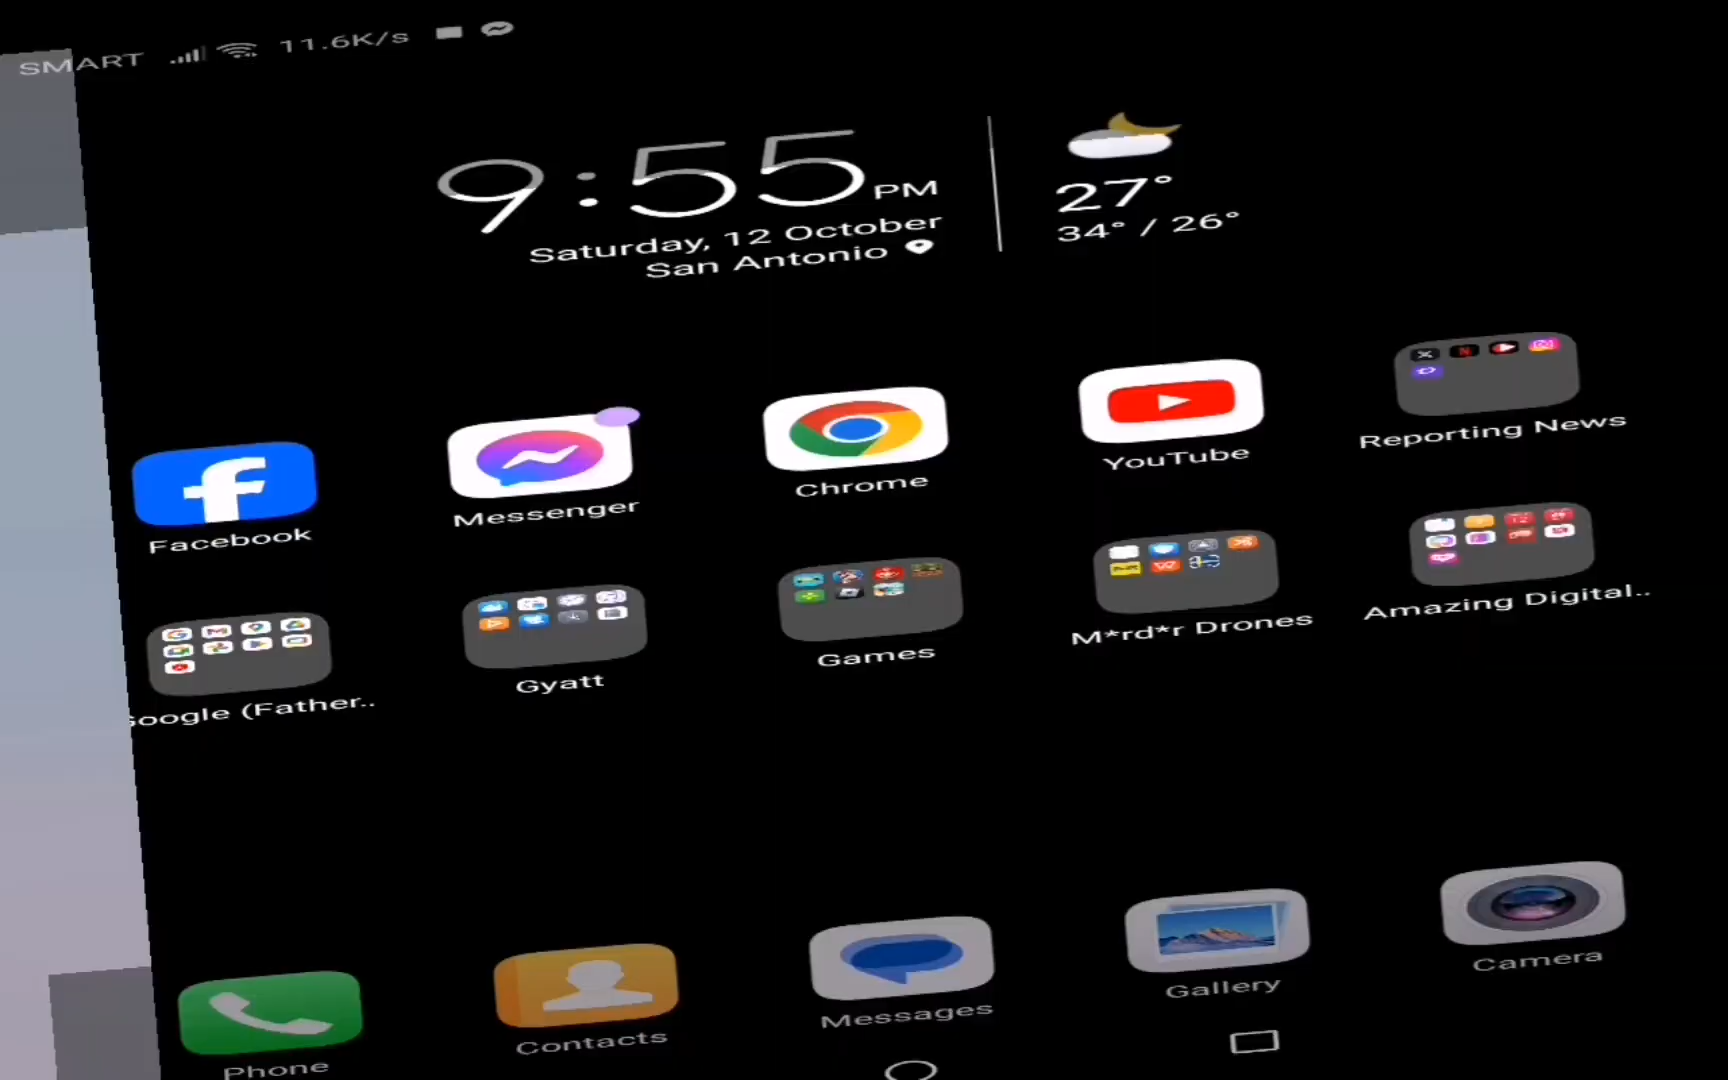 SMART 11.6K/s
9:55 PM
Saturday, 12 October
San Antonio
27°
34° / 26°
Facebook
Messenger
Chrome
YouTube
Reporting News
Google (Father..
Gyatt
Games
M*rd*r Drones
Amazing Digital..
Phone
Contacts
Messages
Gallery
Camera